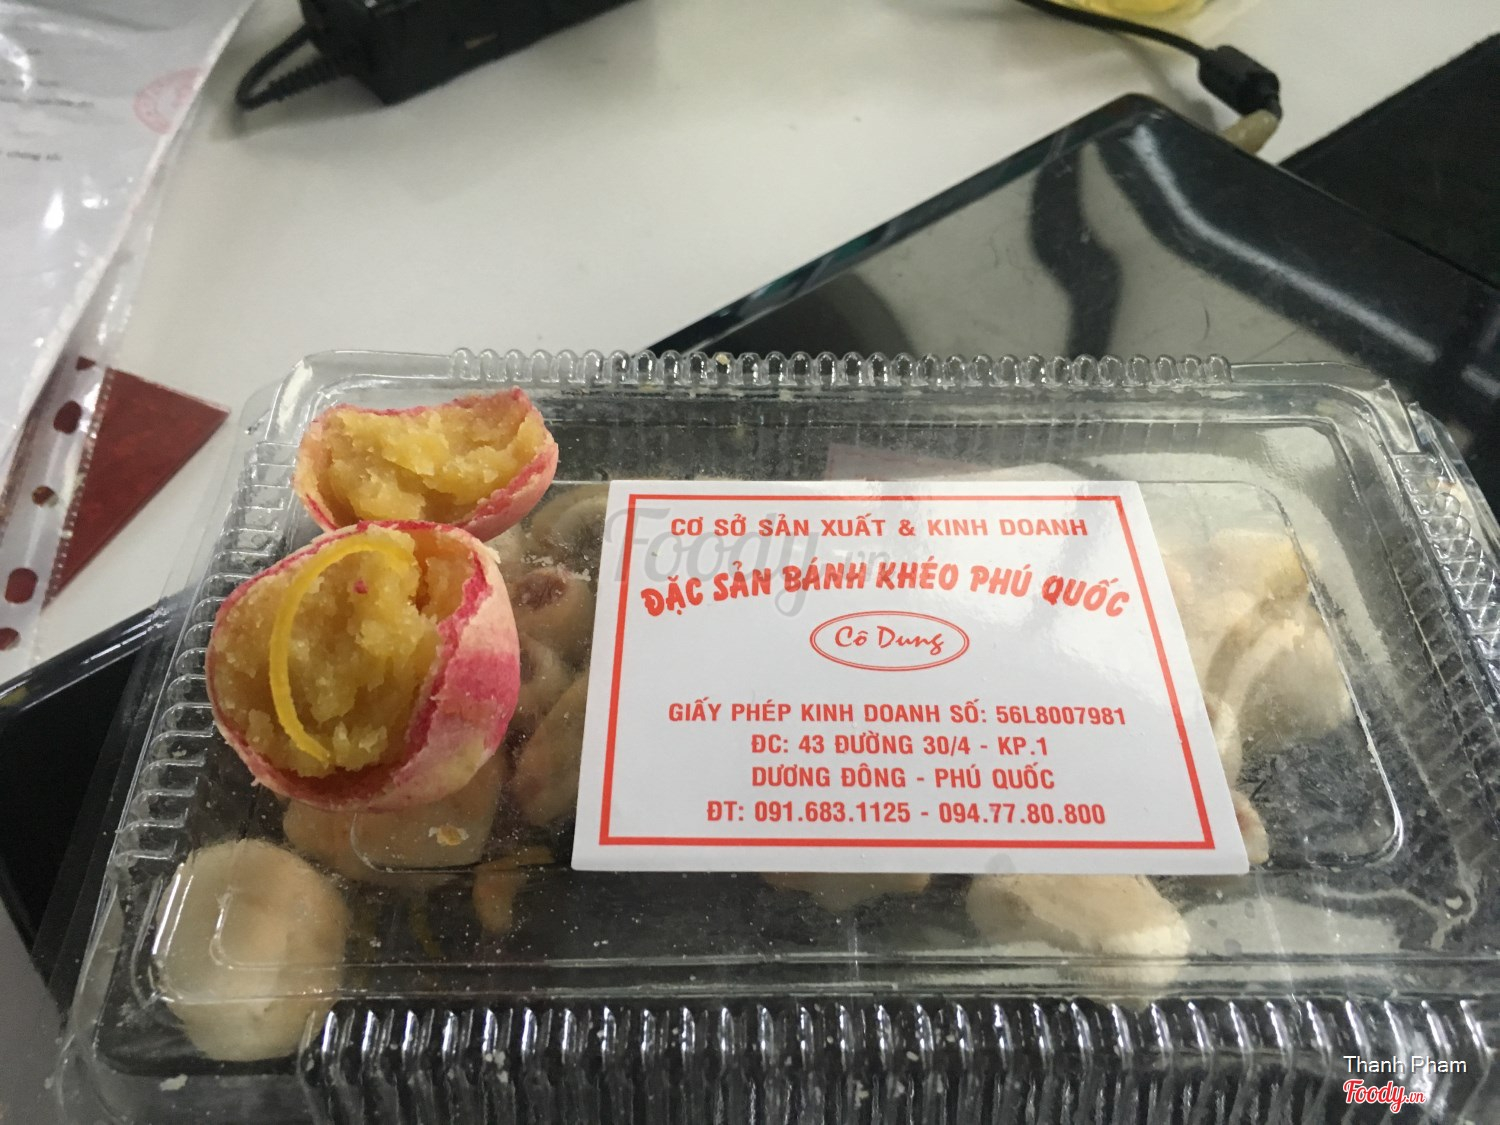 CƠ SỞ SẢN XUẤT & KINH DOANH
ĐẶC SẢN BÁNH KHÉO PHÚ QUỐC
Cô Dung
GIẤY PHÉP KINH DOANH SỐ: 56L8007981
ĐC: 43 ĐƯỜNG 30/4 - KP.1
DƯƠNG ĐÔNG - PHÚ QUỐC
ĐT: 091.683.1125 - 094.77.80.800
Foody.vn
Thanh Pham
Foody.vn